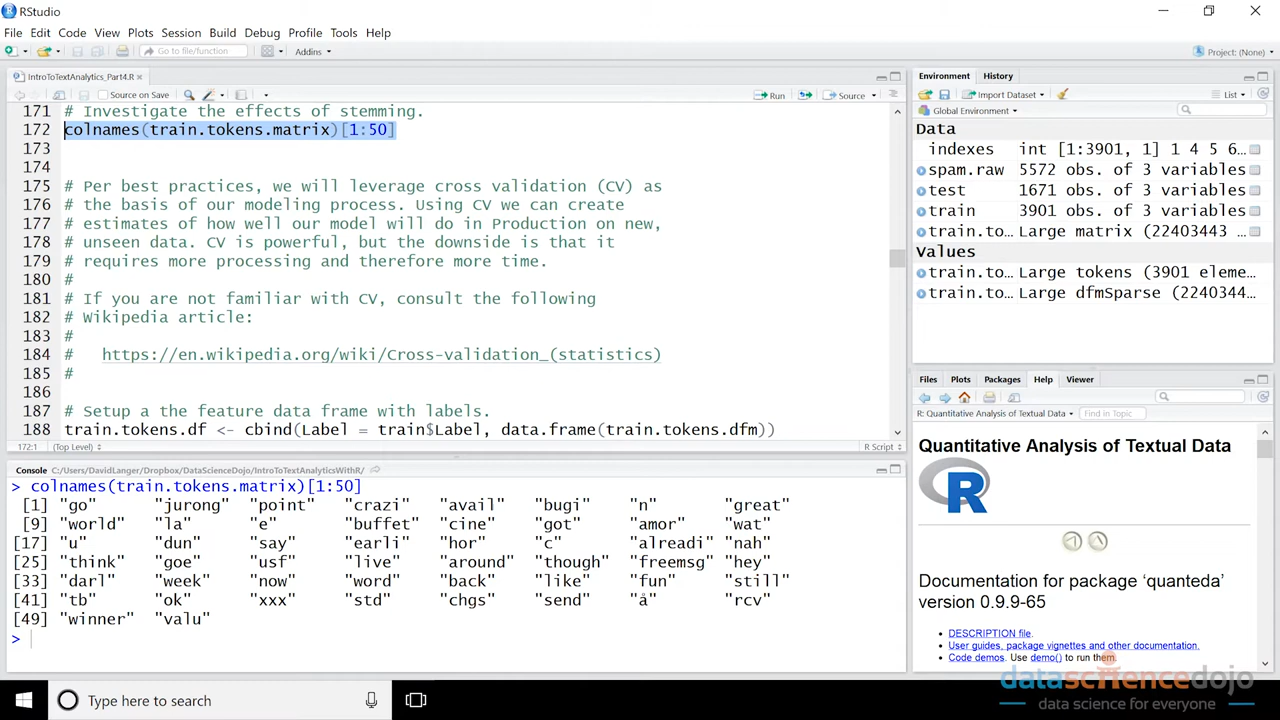 RStudio
File Edit Code View Plots Session Build Debug Profile Tools Help
Go to file/function Addins Project: (None)
IntroToTextAnalytics_Part4.R
Source on Save Run Source
171 # Investigate the effects of stemming.
172 colnames(train.tokens.matrix)[1:50]
173
174
175 # Per best practices, we will leverage cross validation (CV) as
176 # the basis of our modeling process. Using CV we can create
177 # estimates of how well our model will do in Production on new,
178 # unseen data. CV is powerful, but the downside is that it
179 # requires more processing and therefore more time.
180 #
181 # If you are not familiar with CV, consult the following
182 # Wikipedia article:
183 #
184 #   https://en.wikipedia.org/wiki/Cross-validation_(statistics)
185 #
186
187 # Setup a the feature data frame with labels.
188 train.tokens.df <- cbind(Label = train$Label, data.frame(train.tokens.dfm))
172:1 (Top Level) R Script
Console C:/Users/DavidLanger/Dropbox/DataScienceDojo/IntroToTextAnalyticsWithR/
> colnames(train.tokens.matrix)[1:50]
[1] "go" "jurong" "point" "crazi" "avail" "bugi" "n" "great"
[9] "world" "la" "e" "buffet" "cine" "got" "amor" "wat"
[17] "u" "dun" "say" "earli" "hor" "c" "alreadi" "nah"
[25] "think" "goe" "usf" "live" "around" "though" "freemsg" "hey"
[33] "darl" "week" "now" "word" "back" "like" "fun" "still"
[41] "tb" "ok" "xxx" "std" "chgs" "send" "å" "rcv"
[49] "winner" "valu"
>
Environment History
Import Dataset List
Global Environment
Data
indexes int [1:3901, 1] 1 4 5 6…
spam.raw 5572 obs. of 3 variables
test 1671 obs. of 3 variables
train 3901 obs. of 3 variables
train.to… Large matrix (22403443 …
Values
train.to… Large tokens (3901 eleme…
train.to… Large dfmSparse (2240344…
Files Plots Packages Help Viewer
R: Quantitative Analysis of Textual Data Find in Topic
Quantitative Analysis of Textual Data
R
Documentation for package ‘quanteda’
version 0.9.9-65
• DESCRIPTION file.
• User guides, package vignettes and other documentation.
• Code demos. Use demo() to run them.
datasciencedojo
data science for everyone
Type here to search